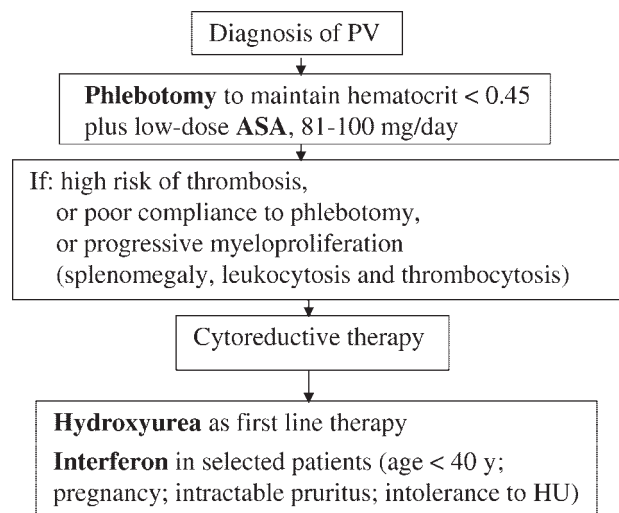 Diagnosis of PV
Phlebotomy to maintain hematocrit < 0.45
plus low-dose ASA, 81-100 mg/day
If: high risk of thrombosis,
or poor compliance to phlebotomy,
or progressive myeloproliferation
(splenomegaly, leukocytosis and thrombocytosis)
Cytoreductive therapy
Hydroxyurea as first line therapy
Interferon in selected patients (age < 40 y;
pregnancy; intractable pruritus; intolerance to HU)